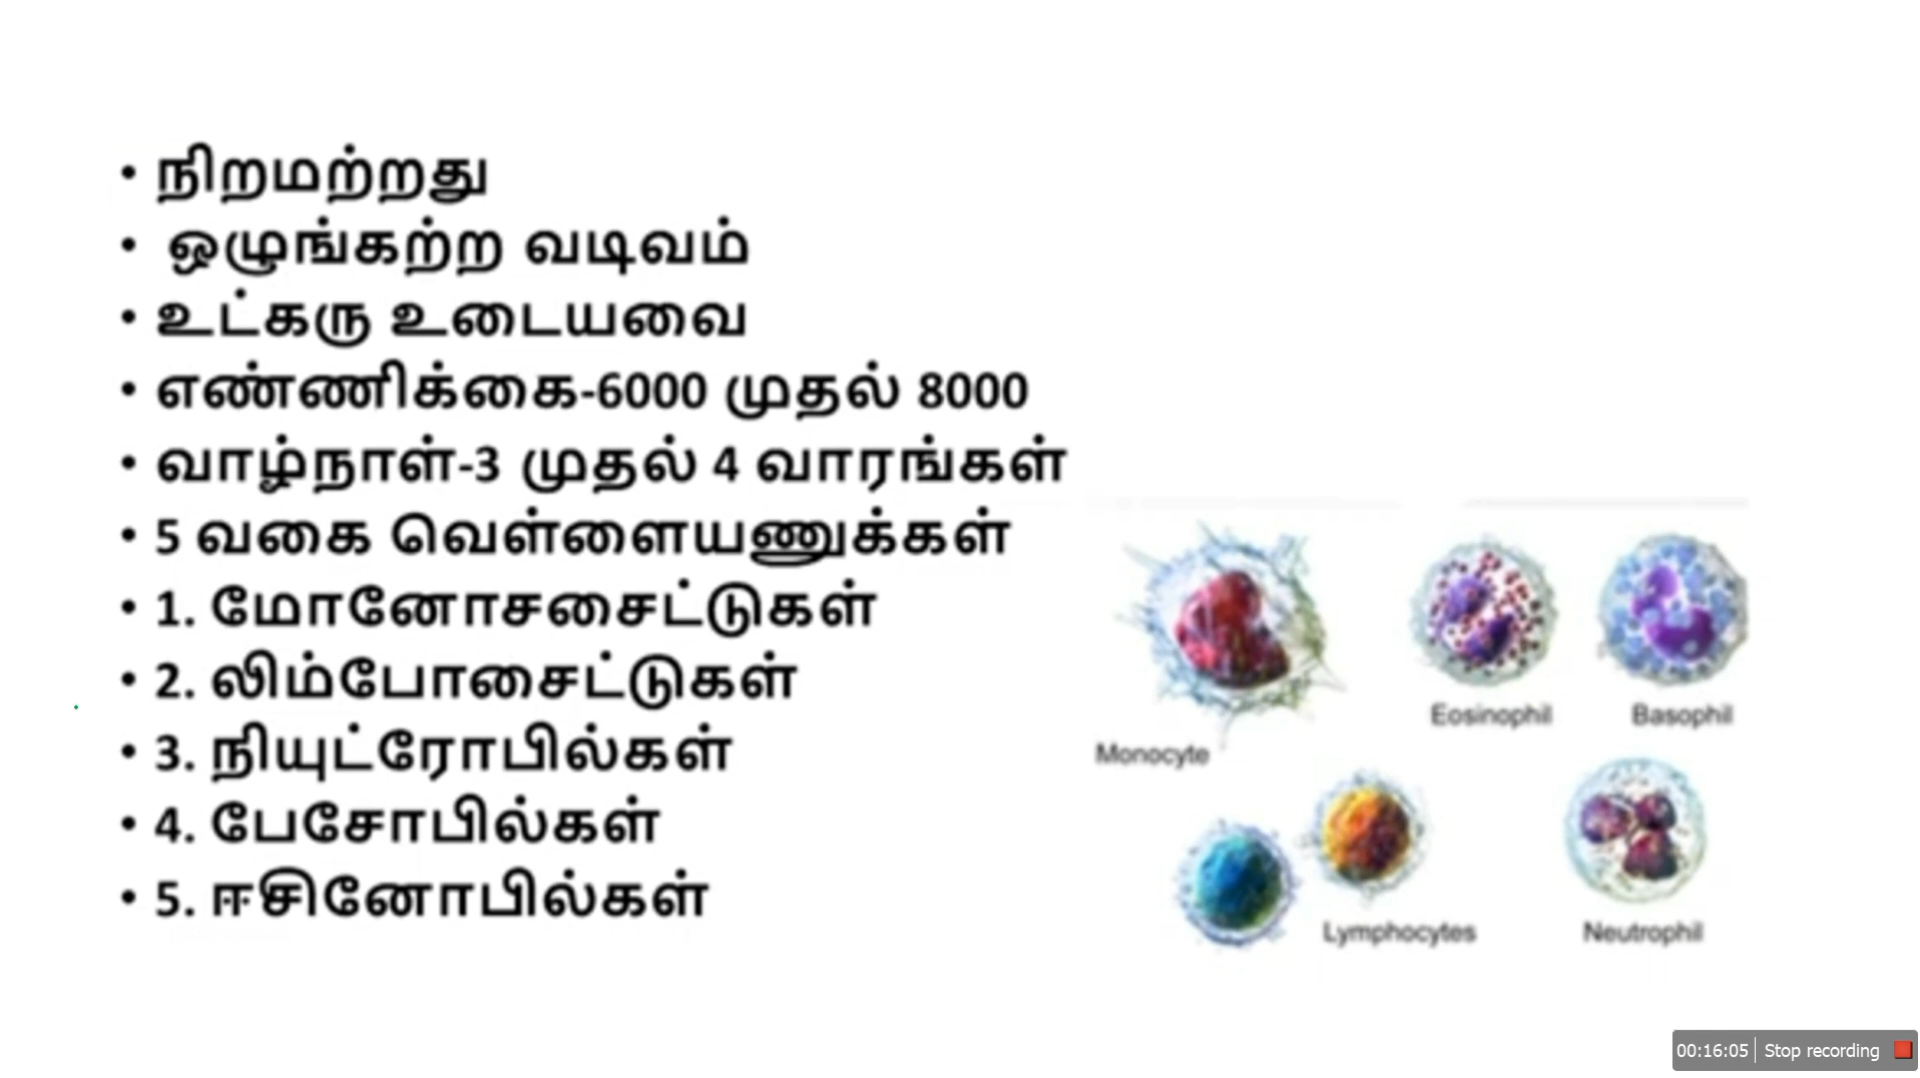 • நிறமற்றது
• ஒழுங்கற்ற வடிவம்
• உட்கரு உடையவை
• எண்ணிக்கை-6000 முதல் 8000
• வாழ்நாள்-3 முதல் 4 வாரங்கள்
• 5 வகை வெள்ளையணுக்கள்
• 1. மோனோசசைட்டுகள்
• 2. லிம்போசைட்டுகள்
• 3. நியுட்ரோபில்கள்
• 4. பேசோபில்கள்
• 5. ஈசினோபில்கள்
Eosinophil
Basophil
Monocyte
Lymphocytes
Neutrophil
00:16:05 Stop recording